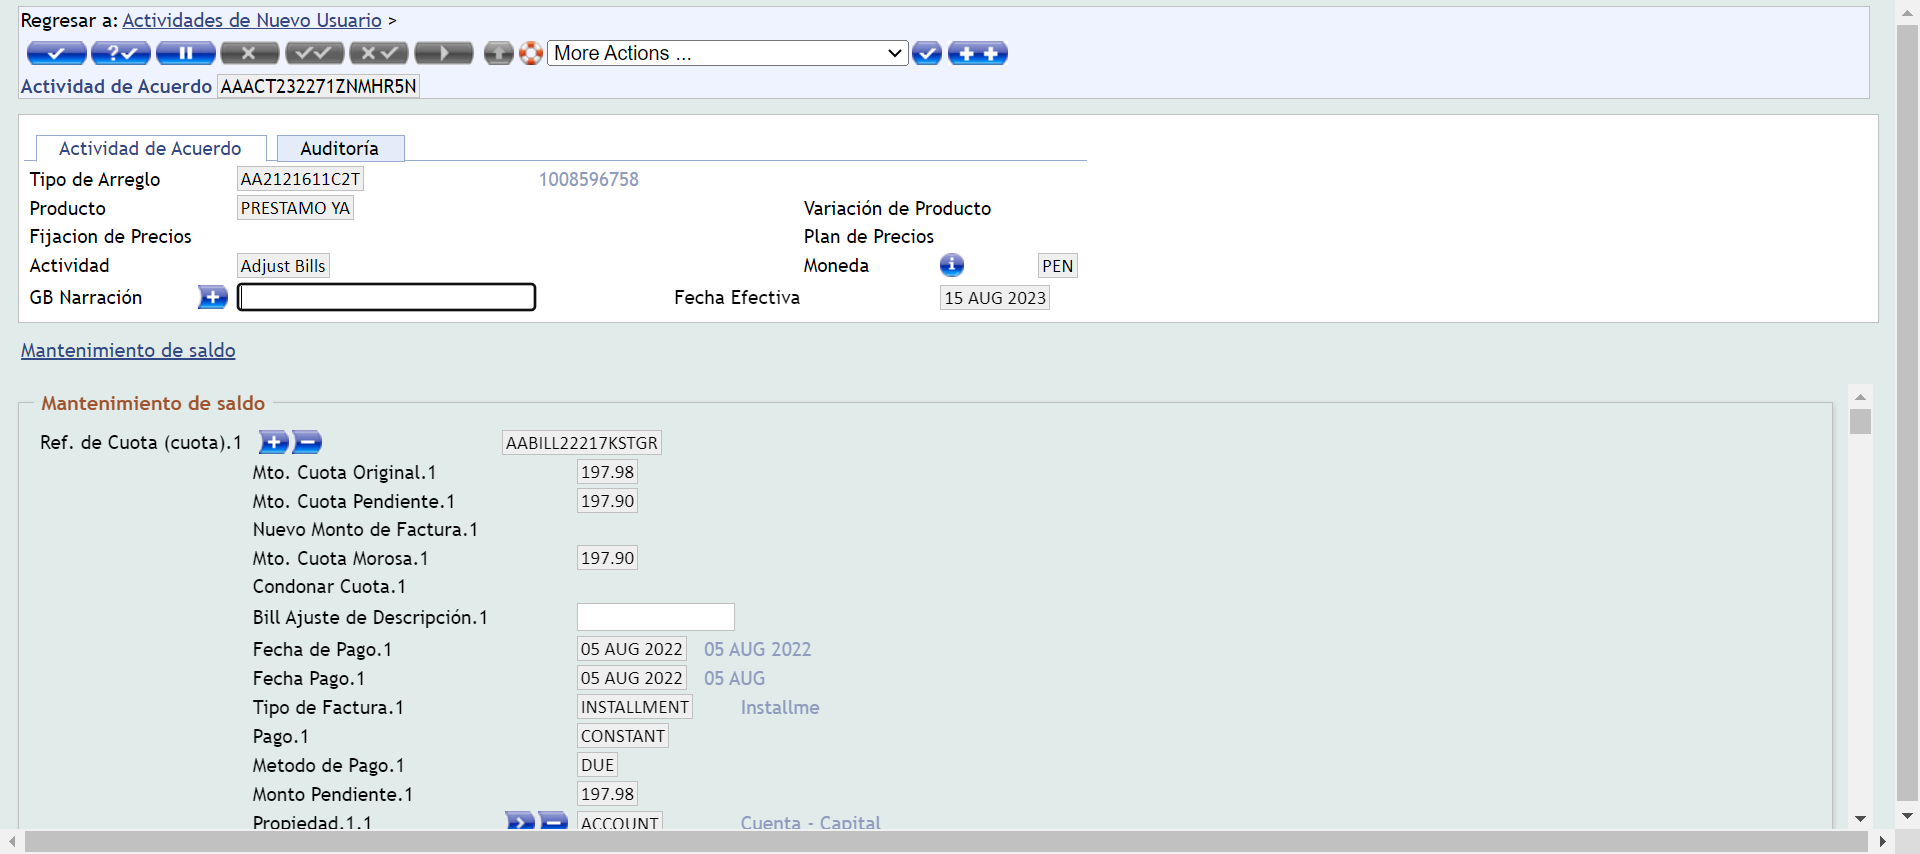 Regresar a: Actividades de Nuevo Usuario >
More Actions ...
Actividad de Acuerdo AAACT232271ZNMHR5N
Actividad de Acuerdo Auditoría
Tipo de Arreglo AA2121611C2T 1008596758
Producto PRESTAMO YA Variación de Producto
Fijacion de Precios Plan de Precios
Actividad Adjust Bills Moneda PEN
GB Narración Fecha Efectiva 15 AUG 2023
Mantenimiento de saldo
Mantenimiento de saldo
Ref. de Cuota (cuota).1 AABILL22217KSTGR
Mto. Cuota Original.1 197.98
Mto. Cuota Pendiente.1 197.90
Nuevo Monto de Factura.1
Mto. Cuota Morosa.1 197.90
Condonar Cuota.1
Bill Ajuste de Descripción.1
Fecha de Pago.1 05 AUG 2022 05 AUG 2022
Fecha Pago.1 05 AUG 2022 05 AUG
Tipo de Factura.1 INSTALLMENT Installme
Pago.1 CONSTANT
Metodo de Pago.1 DUE
Monto Pendiente.1 197.98
Propiedad.1.1 ACCOUNT Cuenta - Capital